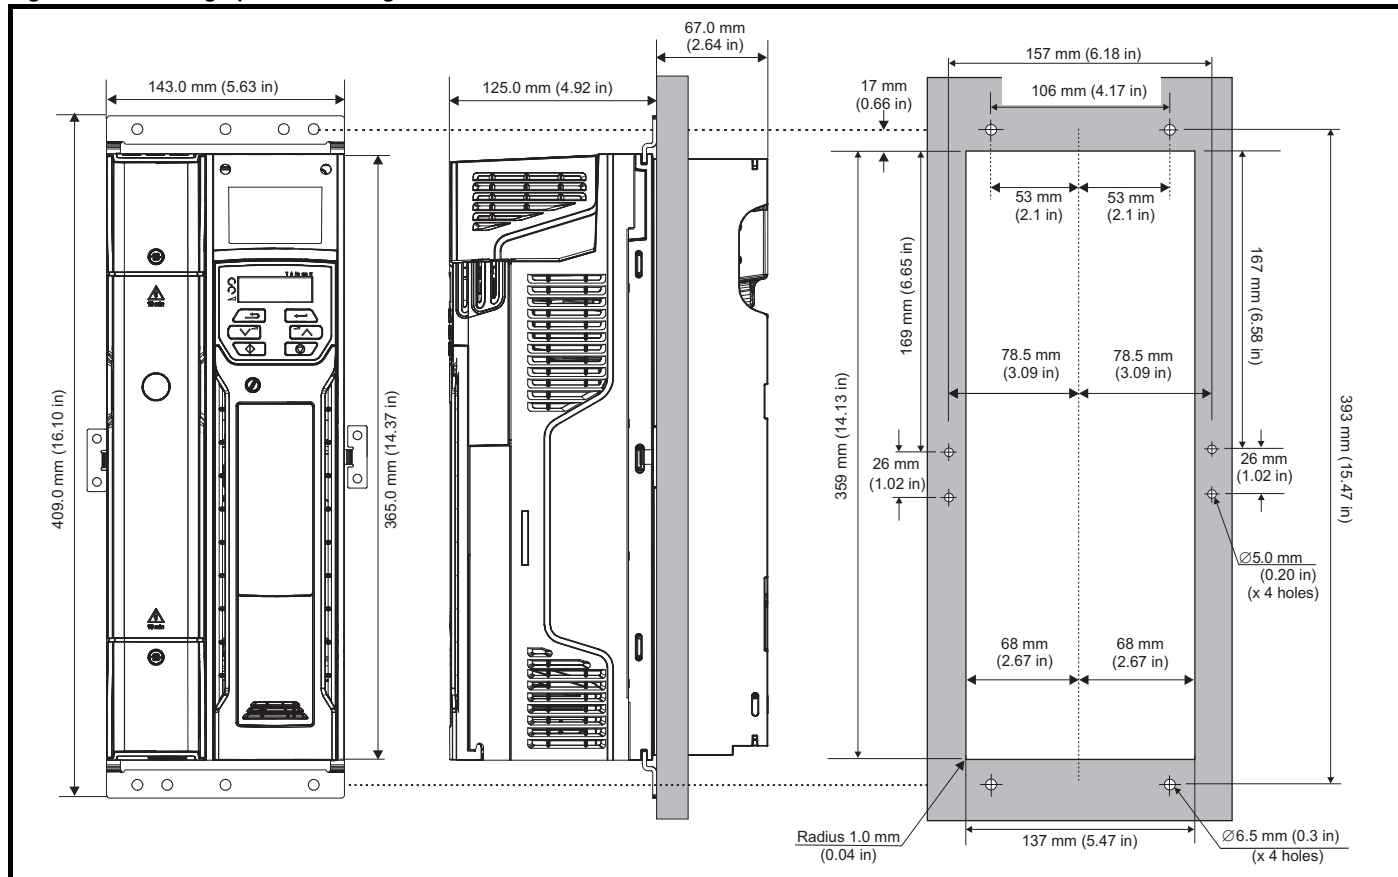 143.0 mm (5.63 in)
409.0 mm (16.10 in)
365.0 mm (14.37 in)
125.0 mm (4.92 in)
67.0 mm
(2.64 in)
17 mm
(0.66 in)
157 mm (6.18 in)
106 mm (4.17 in)
53 mm
(2.1 in)
53 mm
(2.1 in)
169 mm (6.65 in)
167 mm (6.58 in)
78.5 mm
(3.09 in)
78.5 mm
(3.09 in)
359 mm (14.13 in)
393 mm (15.47 in)
26 mm
(1.02 in)
26 mm
(1.02 in)
∅5.0 mm
(0.20 in)
(x 4 holes)
68 mm
(2.67 in)
68 mm
(2.67 in)
Radius 1.0 mm
(0.04 in)
137 mm (5.47 in)
∅6.5 mm (0.3 in)
(x 4 holes)